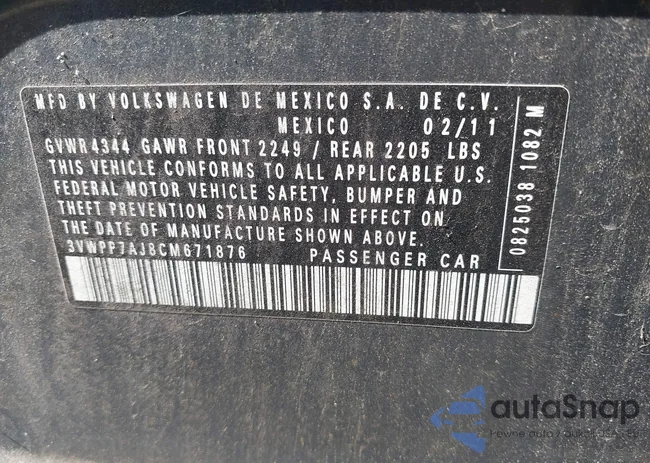 MFD BY VOLKSWAGEN DE MEXICO S.A. DE C.V.
MEXICO 02/11
GVWR 4344 GAWR FRONT 2249 / REAR 2205 LBS
THIS VEHICLE CONFORMS TO ALL APPLICABLE U.S.
FEDERAL MOTOR VEHICLE SAFETY, BUMPER AND
THEFT PREVENTION STANDARDS IN EFFECT ON
THE DATE OF MANUFACTURE SHOWN ABOVE.
3VWPP7AJ8CM671876 PASSENGER CAR
0825038 1082 M
autoSnap